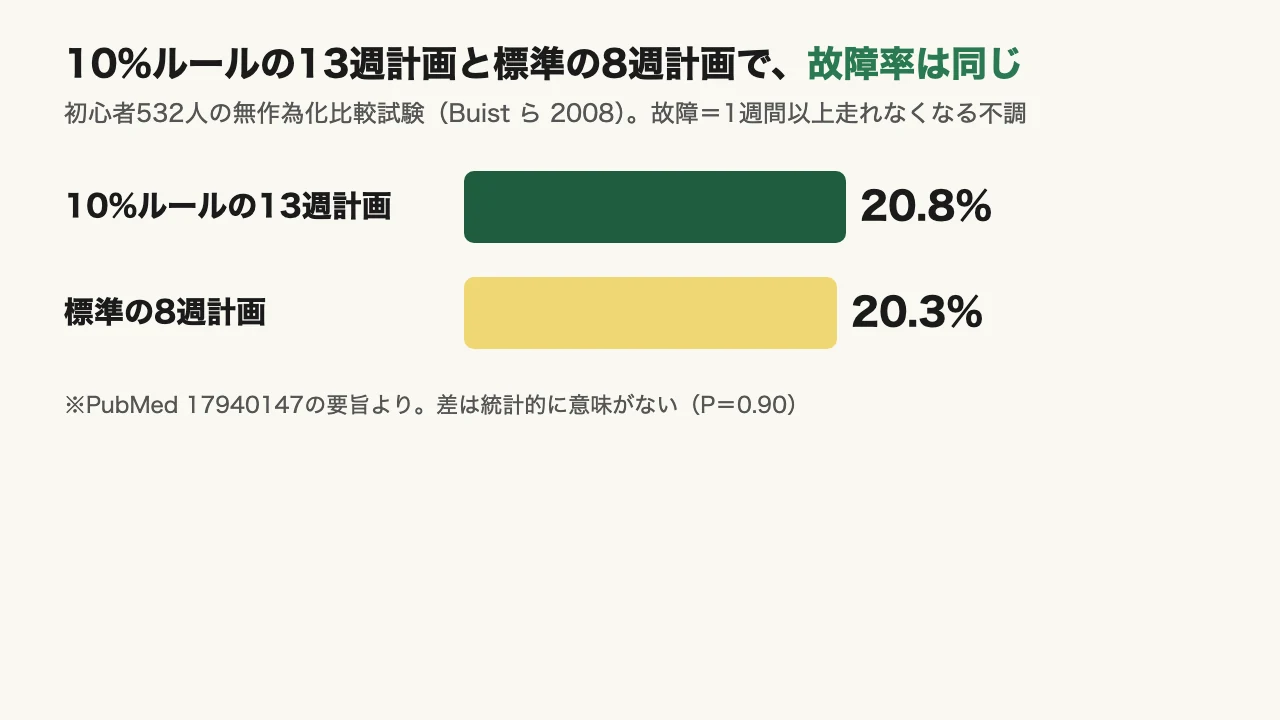 10%ルールの13週計画と標準の8週計画で、故障率は同じ
初心者532人の無作為化比較試験（Buist ら 2008）。故障＝1週間以上走れなくなる不調
10%ルールの13週計画
20.8%
標準の8週計画
20.3%
※PubMed 17940147の要旨より。差は統計的に意味がない（P＝0.90）